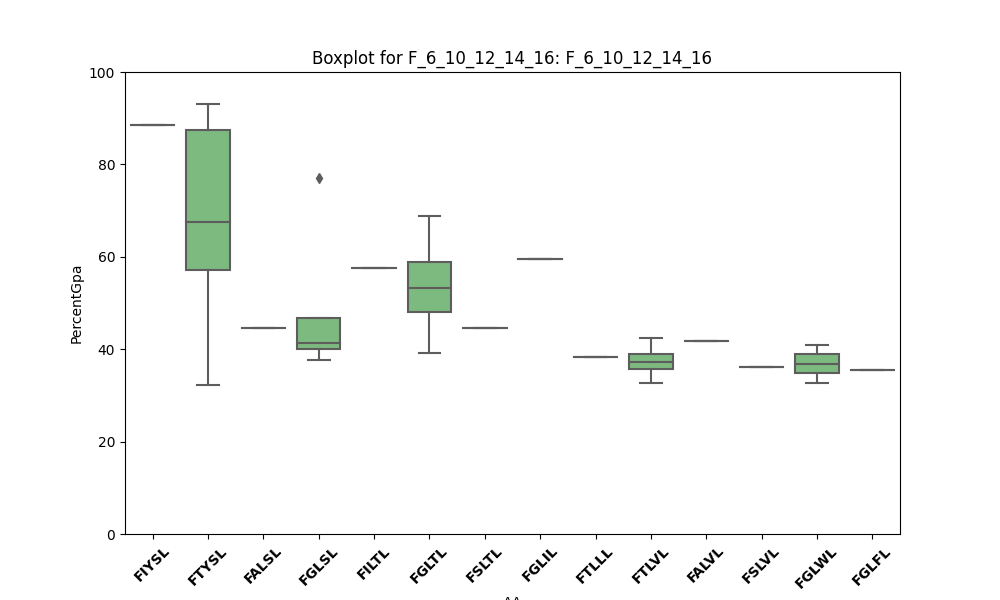 Boxplot for F_6_10_12_14_16: F_6_10_12_14_16
100
80
60
40
20
0
PercentGpa
FIYSL
FTYSL
FALSL
FGLSL
FILTL
FGLTL
FSLTL
FGLIL
FTLLL
FTLVL
FALVL
FSLVL
FGLWL
FGLFL